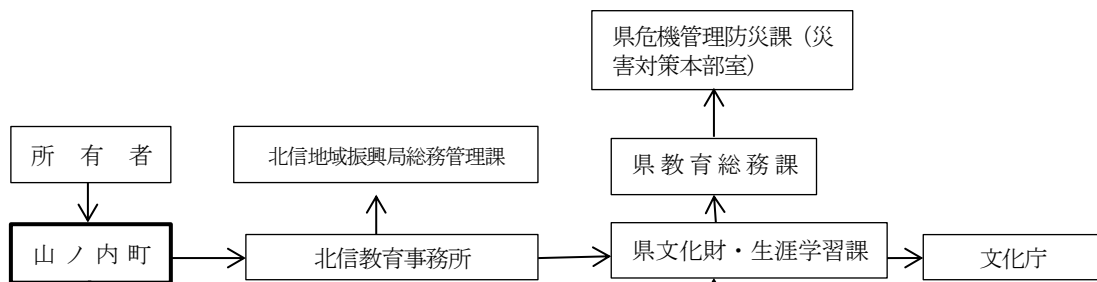 県危機管理防災課（災
害対策本部室）
所有者
北信地域振興局総務管理課
県教育総務課
山ノ内町
北信教育事務所
県文化財・生涯学習課
文化庁